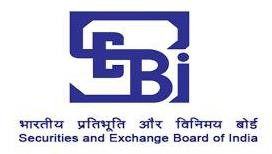 SEBI
भारतीय प्रतिभूति और विनिमय बोर्ड
Securities and Exchange Board of India